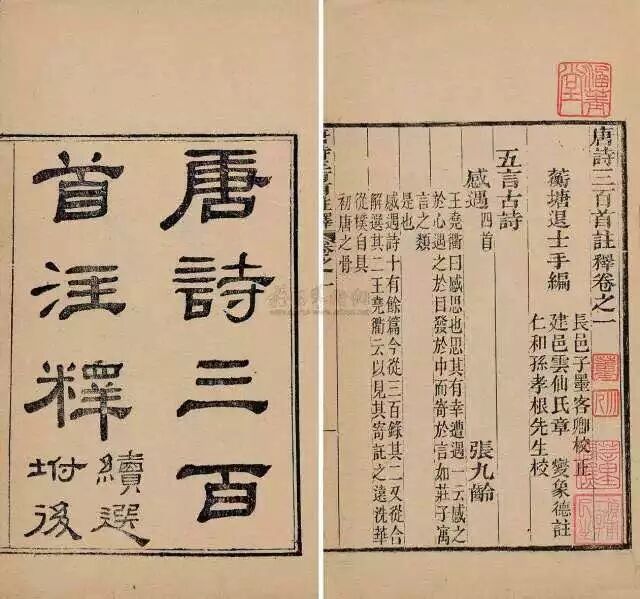 唐詩三百
首注釋
續選
坿後
唐詩三百首註釋卷之一
蘅塘退士手編
長邑子墨客卿校正
建邑雲仙氏章 燮象德註
仁和孫孝根先生校
五言古詩
感遇四首 張九齡
王堯衢曰感思也思其有幸遭遇一云感之
於心遇之於目發於中而寄於言如莊子寓
言之類
是也
感遇詩十有餘篇今從三百錄其二又從合
解選其二王堯衢云以見其寄託之遠洗華
從樸自具
初唐之骨